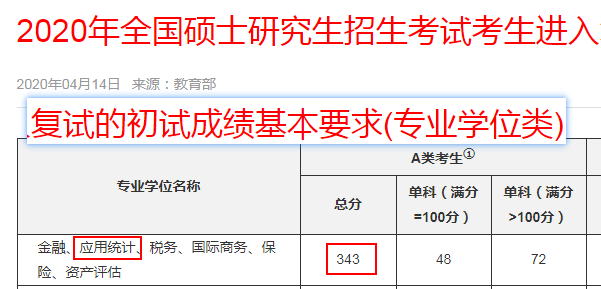 2020年全国硕士研究生招生考试考生进入
2020年04月14日 来源：教育部
复试的初试成绩基本要求(专业学位类)
专业学位名称
A类考生①
总分
单科（满分
=100分）
单科（满分
>100分）
金融、应用统计、税务、国际商务、保
险、资产评估
343
48
72